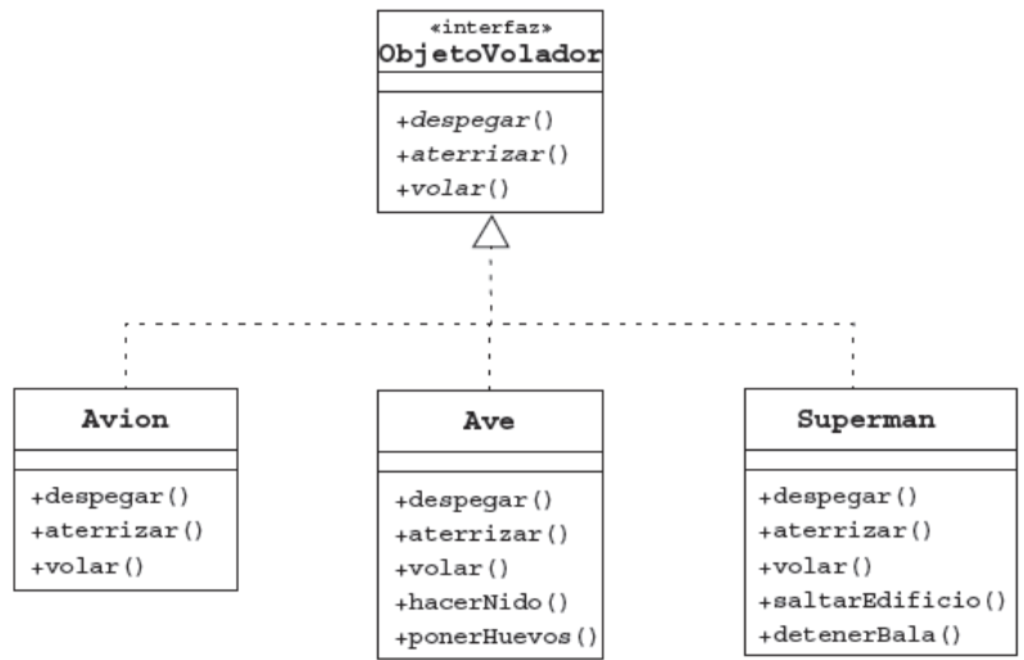 «interfaz»
ObjetoVolador
+despegar()
+aterrizar()
+volar()
Avion
+despegar()
+aterrizar()
+volar()
Ave
+despegar()
+aterrizar()
+volar()
+hacerNido()
+ponerHuevos()
Superman
+despegar()
+aterrizar()
+volar()
+saltarEdificio()
+detenerBala()